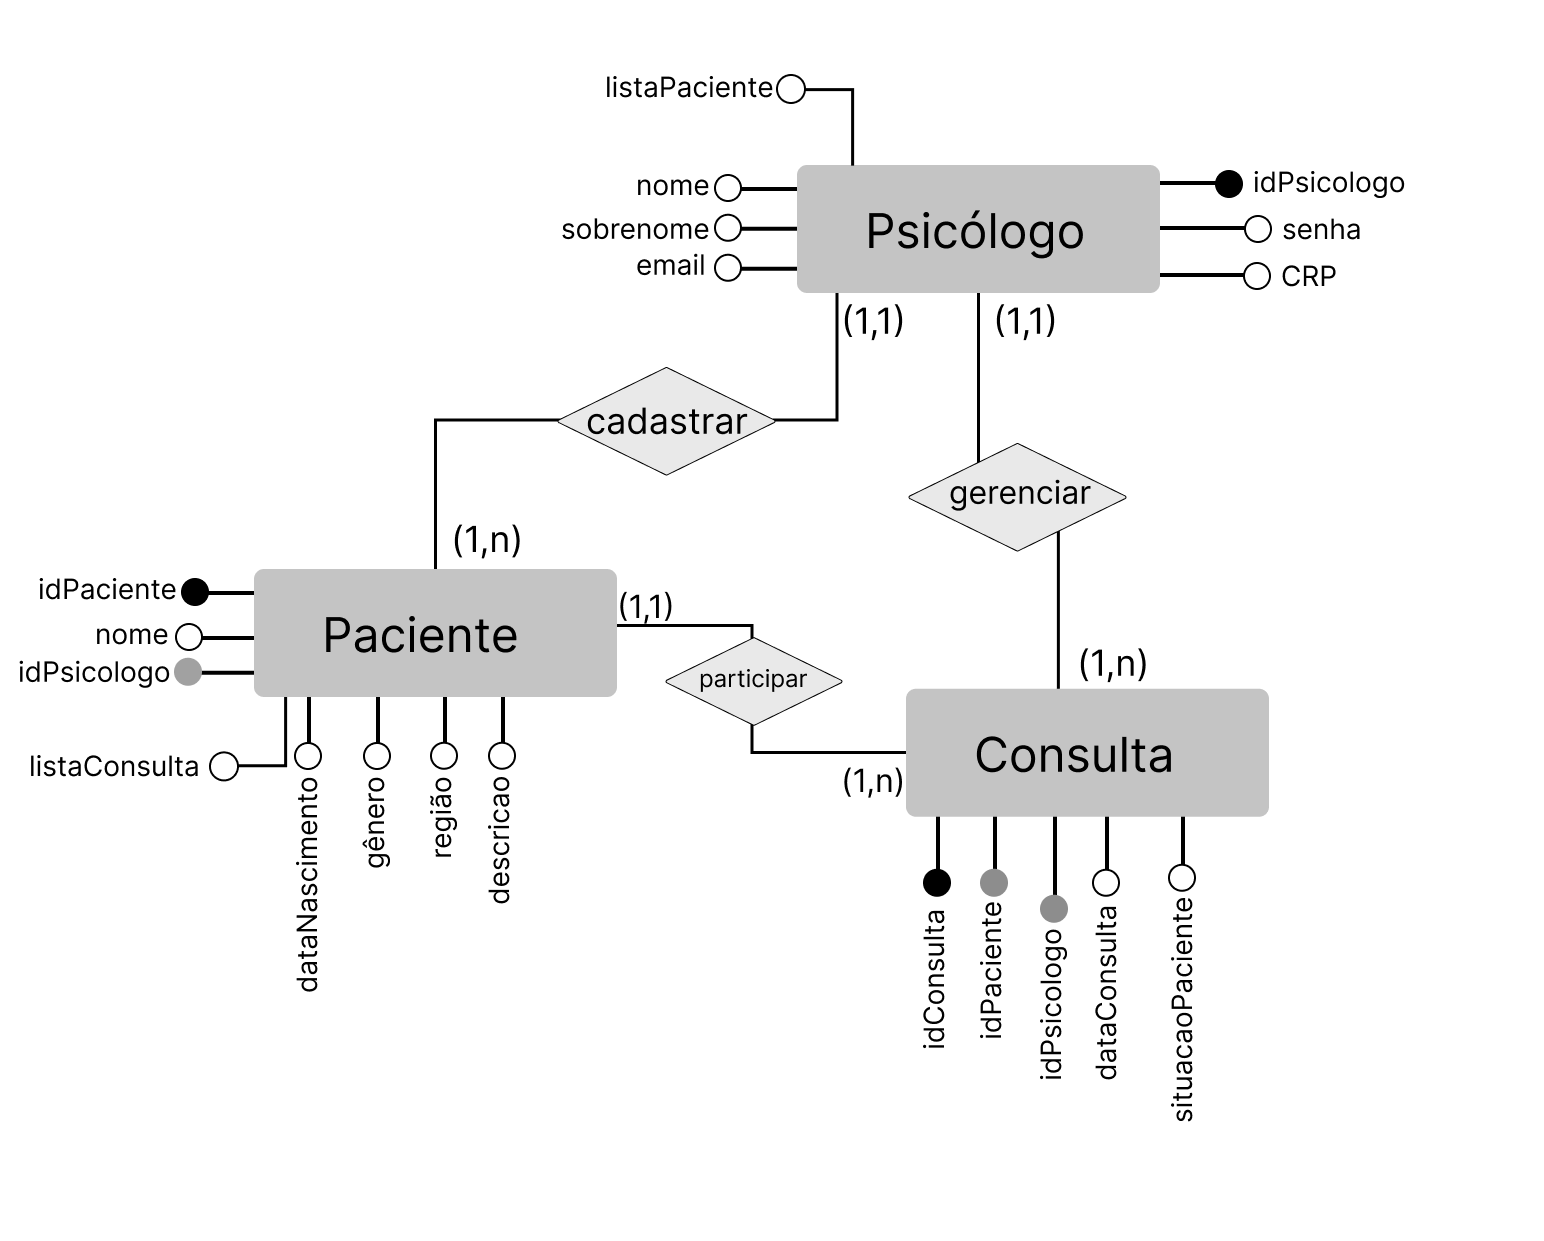 listaPaciente
nome
sobrenome
email
Psicólogo
idPsicologo
senha
CRP
(1,1)
(1,1)
cadastrar
gerenciar
(1,n)
idPaciente
nome
idPsicologo
Paciente
(1,1)
participar
(1,n)
listaConsulta
dataNascimento
gênero
região
descricao
Consulta
(1,n)
idConsulta
idPaciente
idPsicologo
dataConsulta
situacaoPaciente